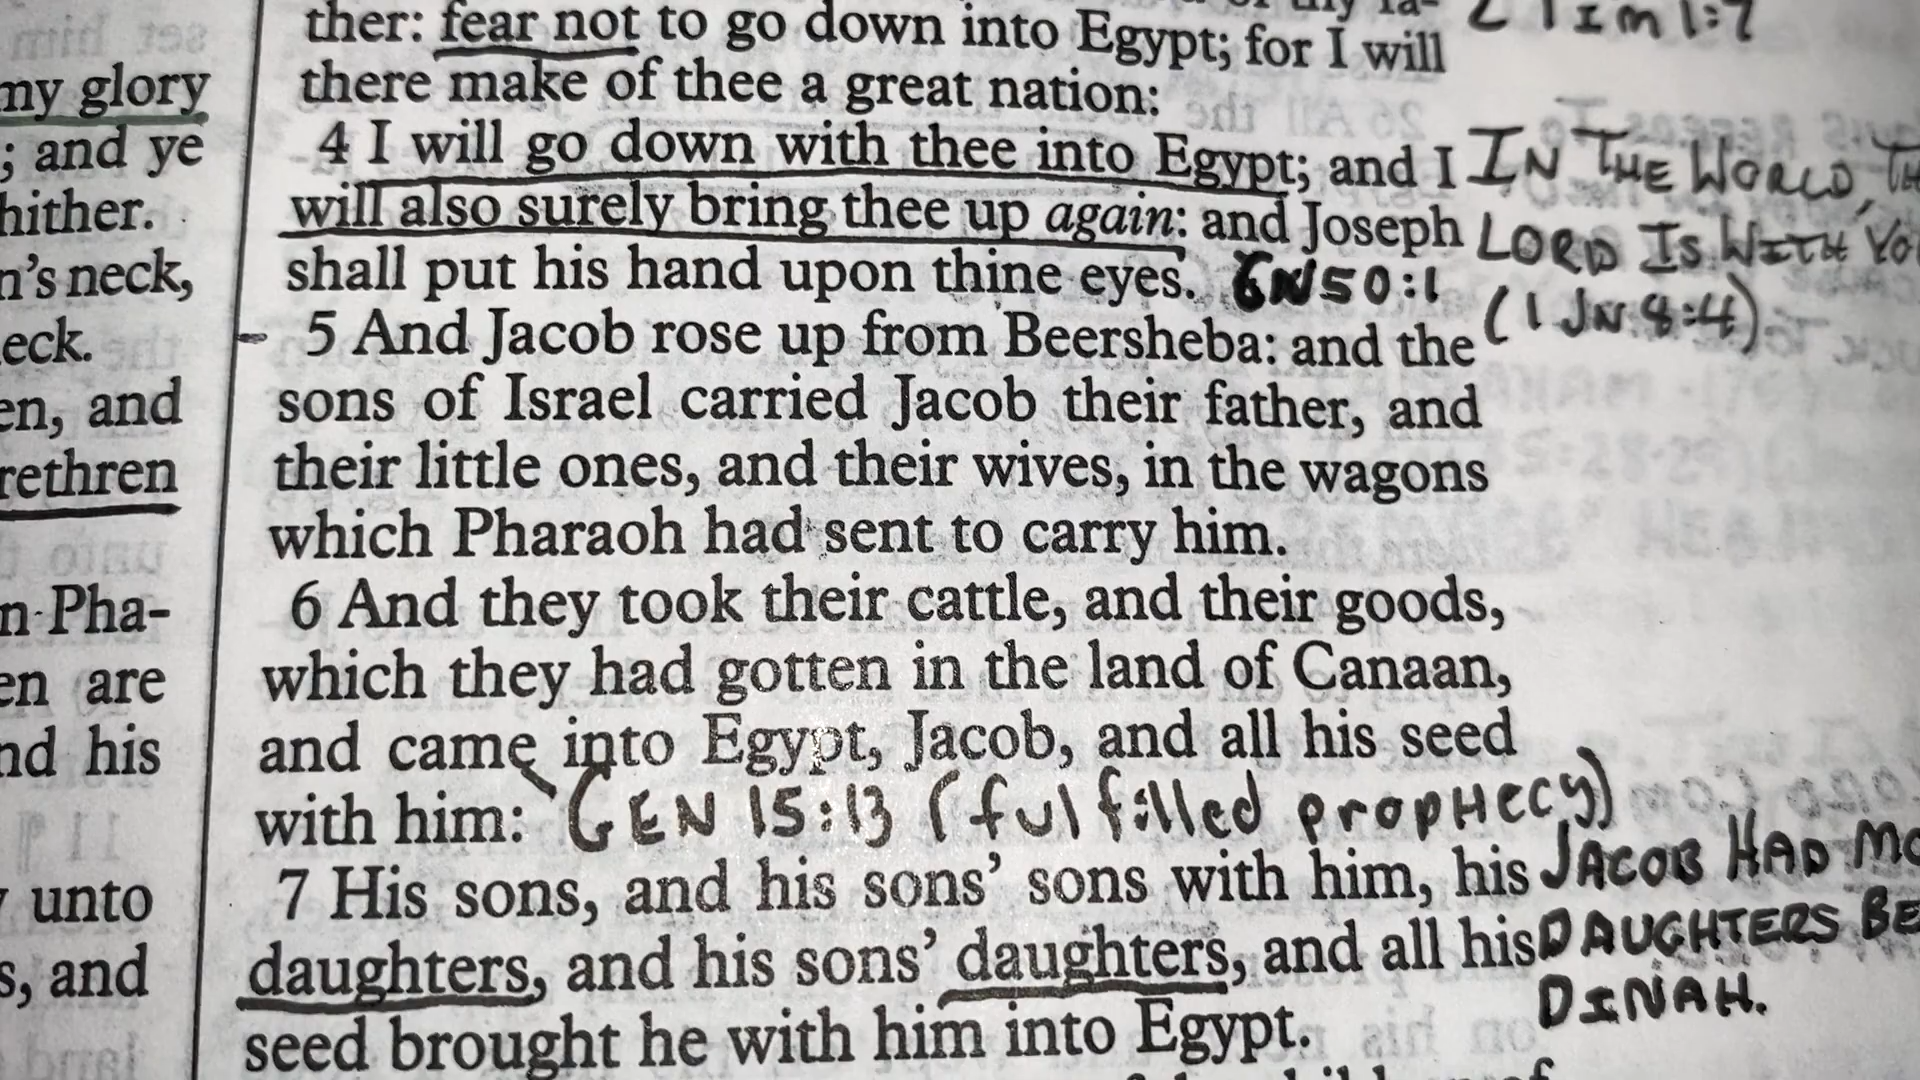 my glory
; and ye
hither.
n's neck,
eck.
en, and
rethren
n Pha-
en are
nd his
unto
s, and
ther: fear not to go down into Egypt; for I will
there make of thee a great nation:
4 I will go down with thee into Egypt; and I
will also surely bring thee up again: and Joseph
shall put his hand upon thine eyes. GN 50:1
5 And Jacob rose up from Beersheba: and the
sons of Israel carried Jacob their father, and
their little ones, and their wives, in the wagons
which Pharaoh had sent to carry him.
6 And they took their cattle, and their goods,
which they had gotten in the land of Canaan,
and came into Egypt, Jacob, and all his seed
with him: GEN 15:13 (fulfilled prophecy)
7 His sons, and his sons' sons with him, his
daughters, and his sons' daughters, and all his
seed brought he with him into Egypt.
2 Tim 1:7
IN THE WORLD,
LORD IS WITH
(1 JN 8:4)
JACOB HAD
DAUGHTERS
DINAH.